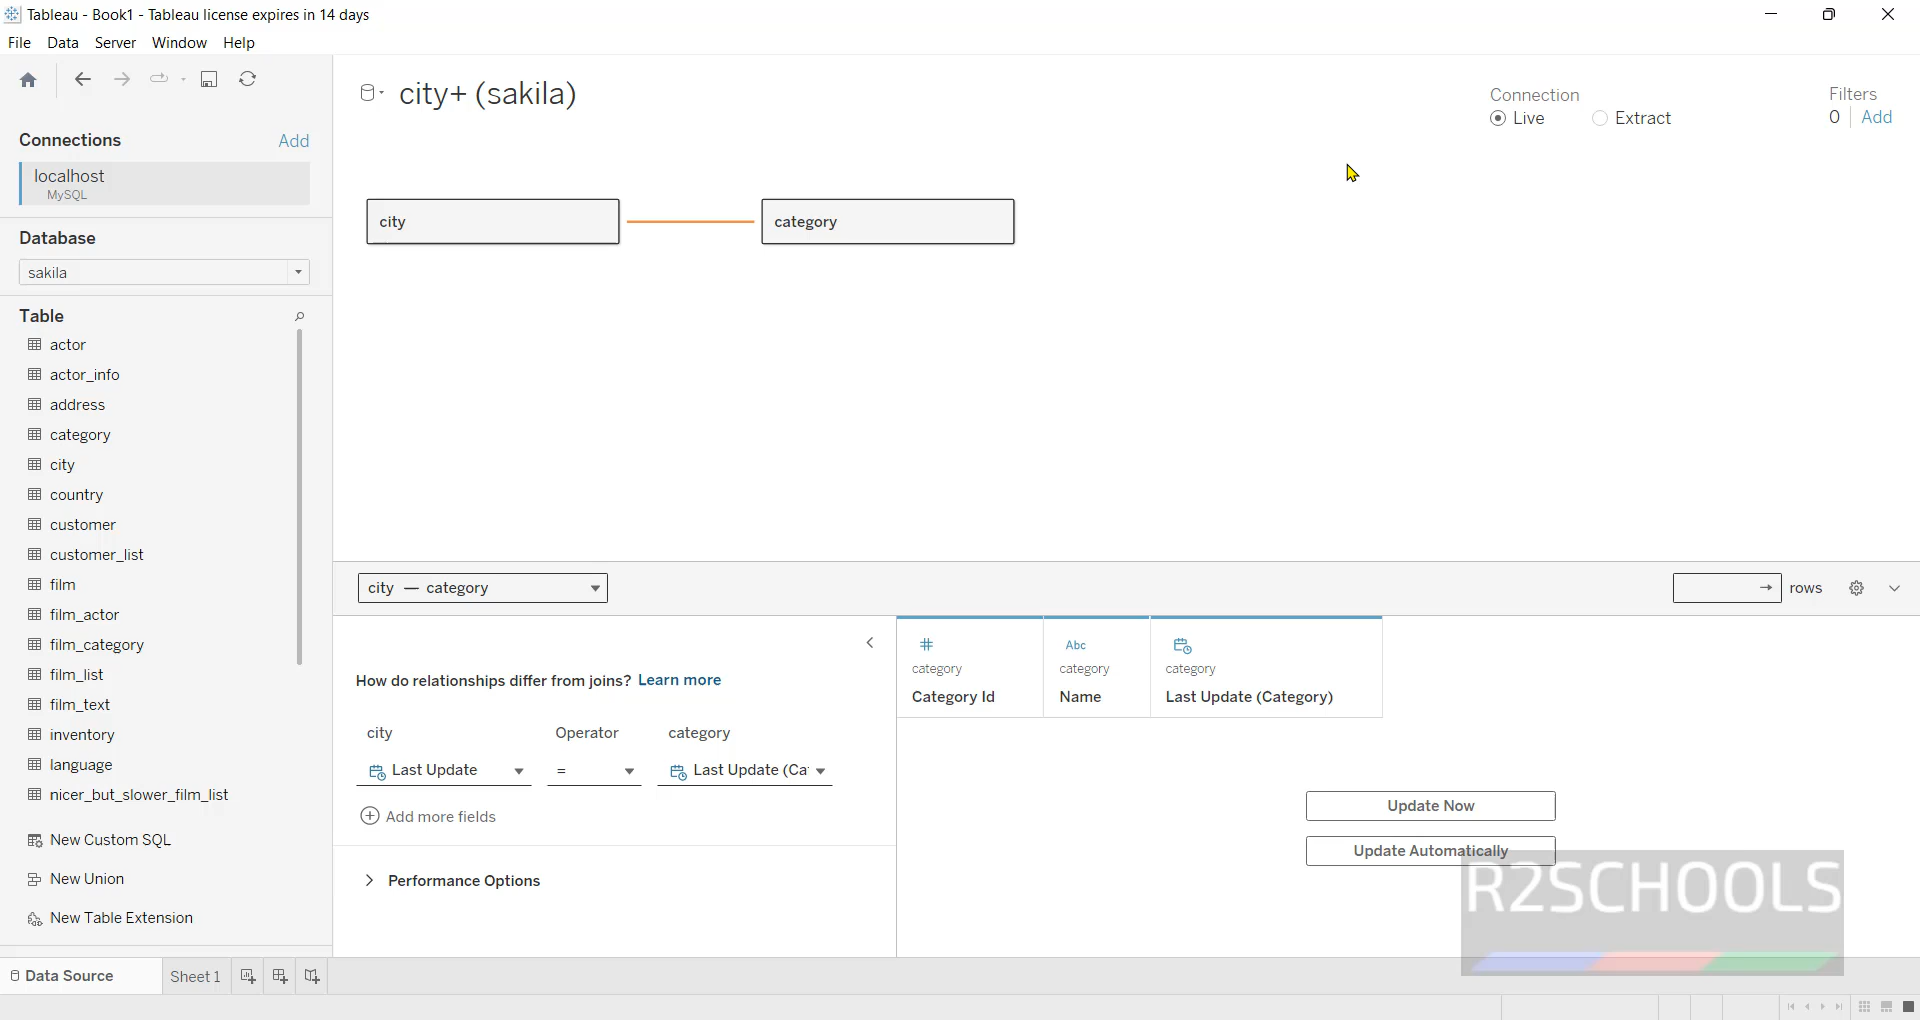 Tableau - Book1 - Tableau license expires in 14 days
File Data Server Window Help
Connections Add
localhost
MySQL
Database
sakila
Table
actor
actor_info
address
category
city
country
customer
customer_list
film
film_actor
film_category
film_list
film_text
inventory
language
nicer_but_slower_film_list
New Custom SQL
New Union
New Table Extension
city+ (sakila)
Connection
Live Extract
Filters
0 Add
city category
city — category
rows
How do relationships differ from joins? Learn more
city Operator category
Last Update = Last Update (Ca
Add more fields
Performance Options
# Abc
category category category
Category Id Name Last Update (Category)
Update Now
Update Automatically
R2SCHOOLS
Data Source Sheet 1